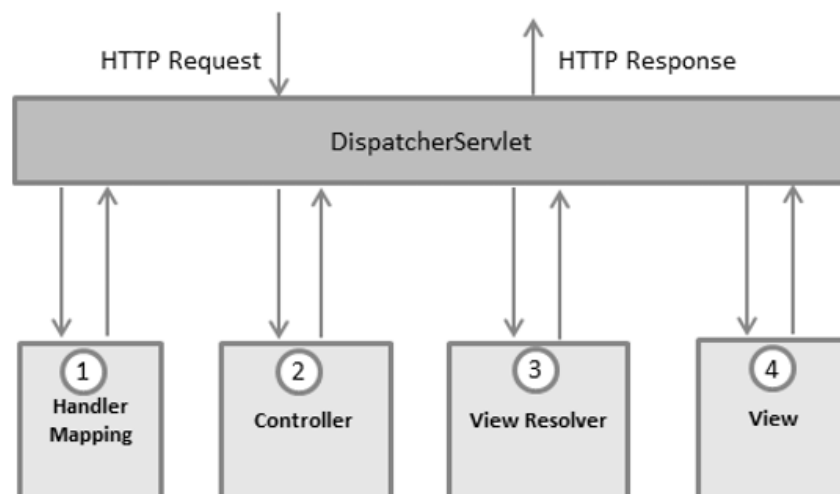 HTTP Request
HTTP Response
DispatcherServlet
1
Handler
Mapping
2
Controller
3
View Resolver
4
View